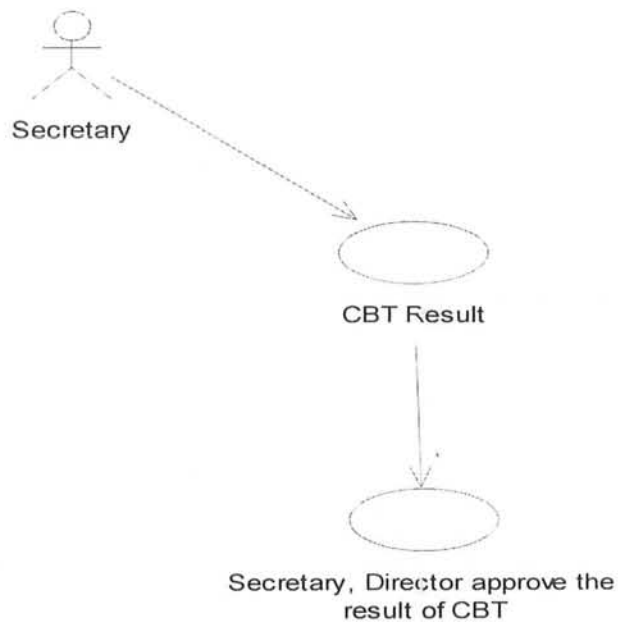 Secretary
CBT Result
Secretary, Director approve the
result of CBT